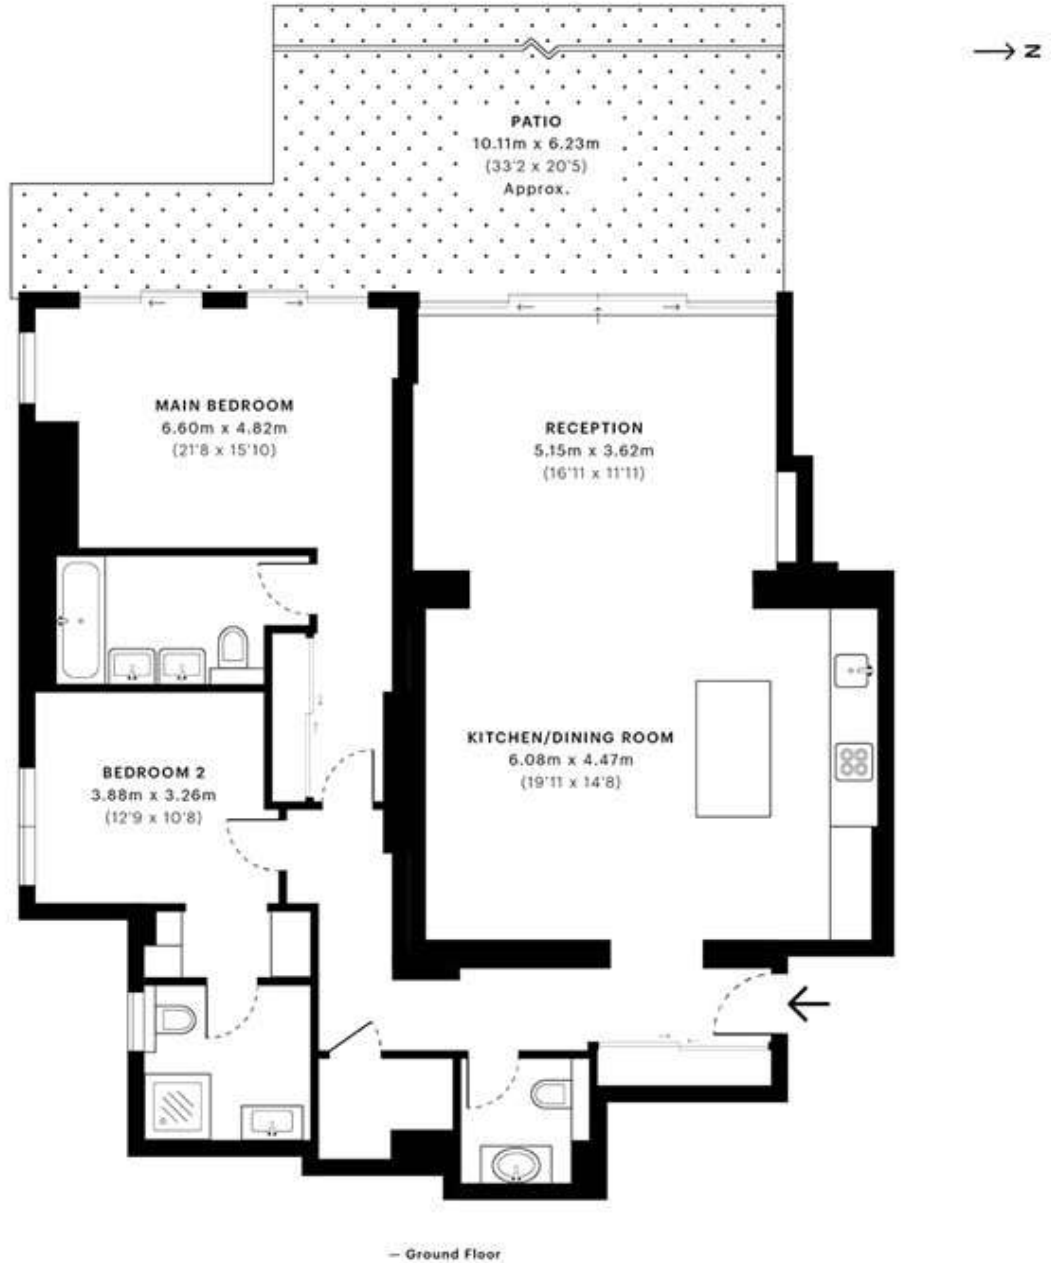 N
PATIO
10.11m x 6.23m
(33'2 x 20'5)
Approx.
MAIN BEDROOM
6.60m x 4.82m
(21'8 x 15'10)
RECEPTION
5.15m x 3.62m
(16'11 x 11'11)
KITCHEN/DINING ROOM
6.08m x 4.47m
(19'11 x 14'8)
BEDROOM 2
3.88m x 3.26m
(12'9 x 10'8)
— Ground Floor